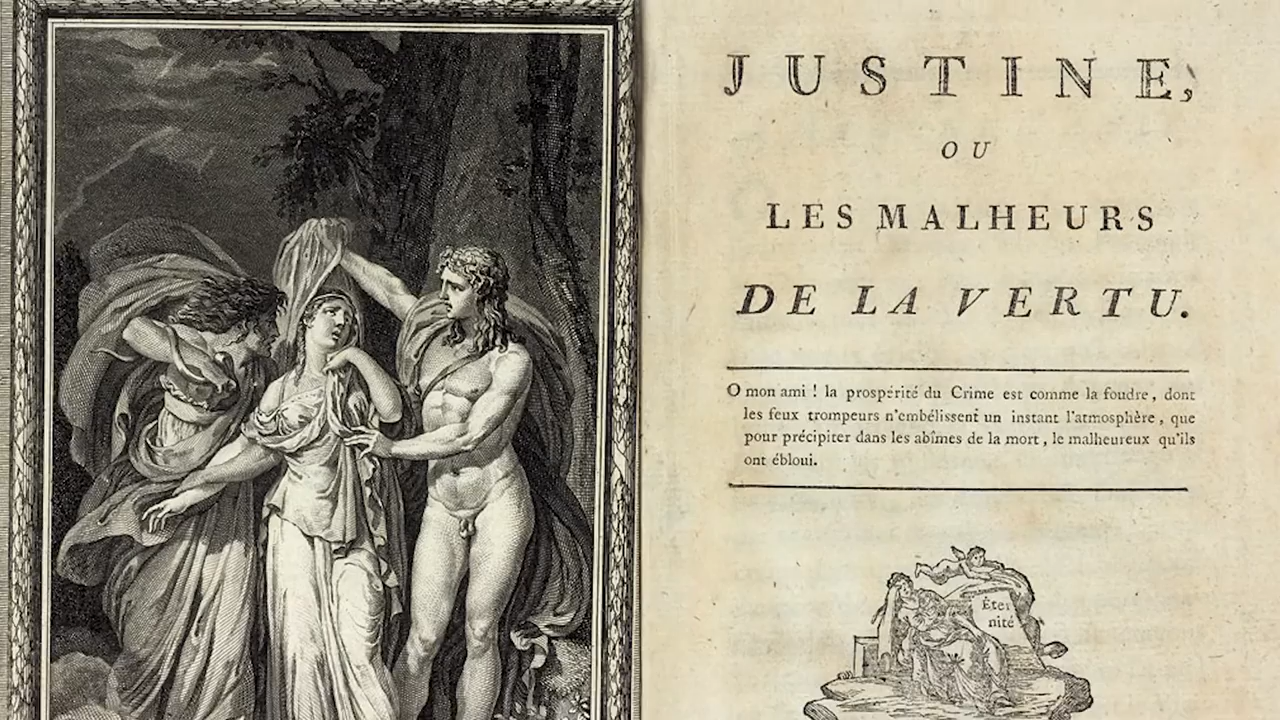 JUSTINE,
OU
LES MALHEURS
DE LA VERTU.
O mon ami ! la prospérité du Crime est comme la foudre, dont
les feux trompeurs n'embélissent un instant l'atmosphère, que
pour précipiter dans les abîmes de la mort, le malheureux qu'ils
ont ébloui.
Éter
nité